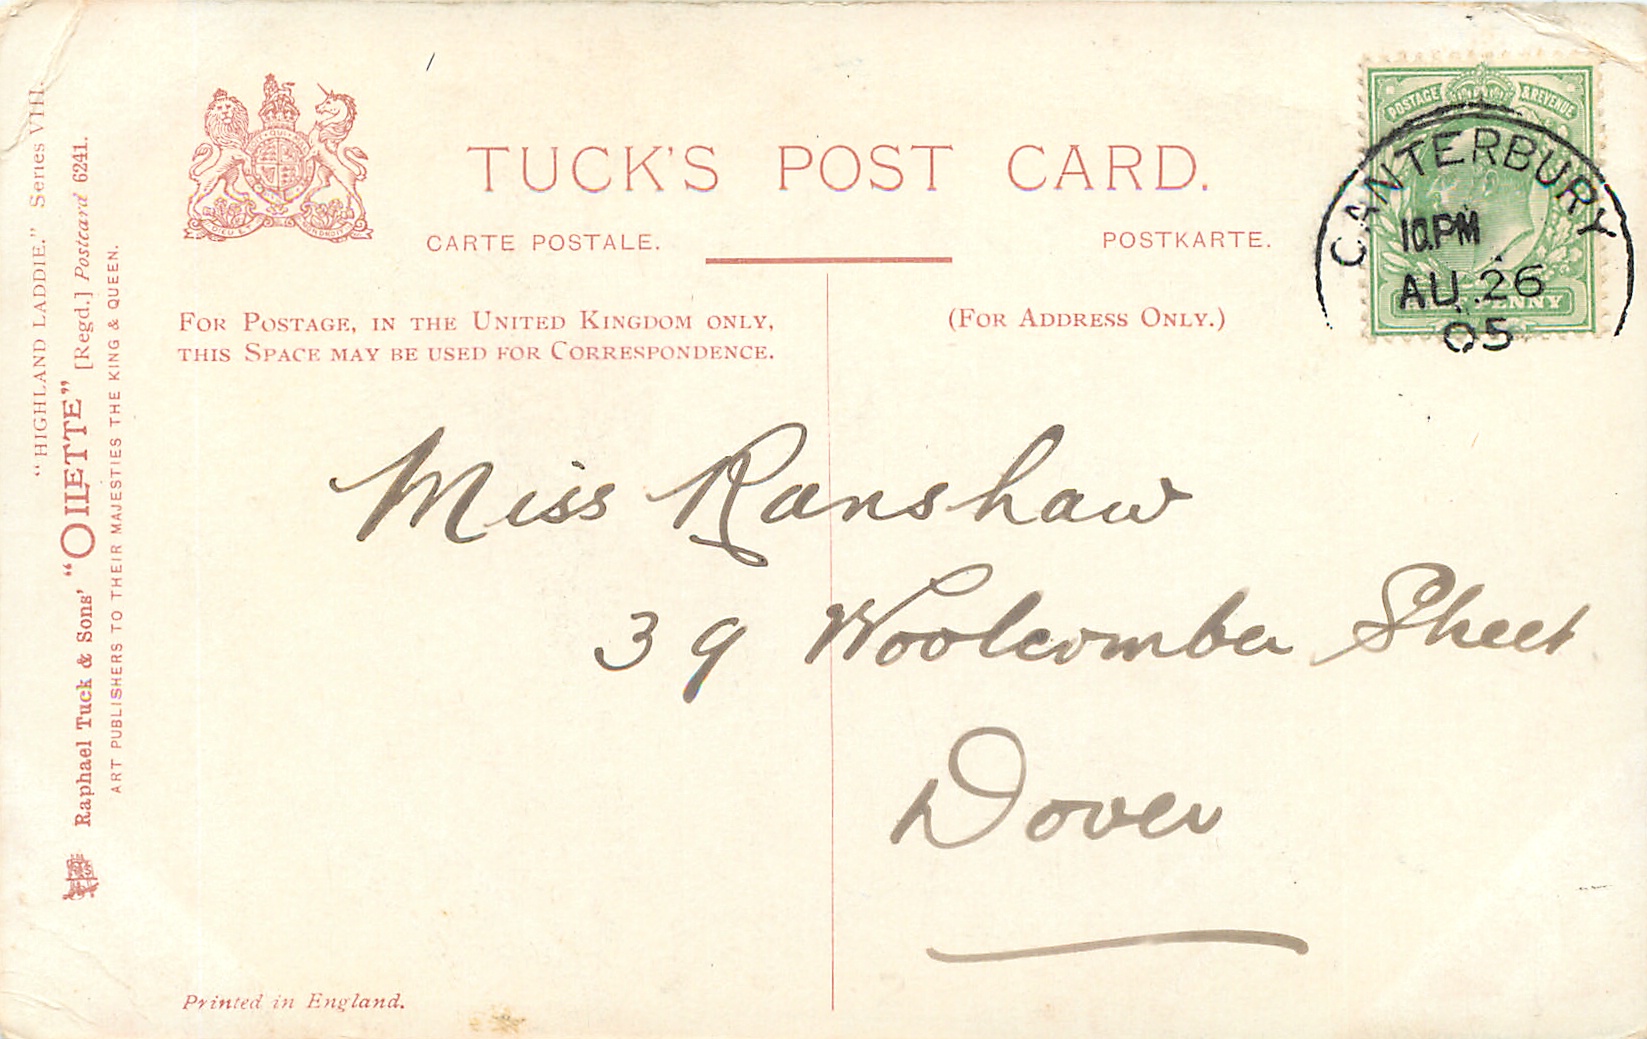 "HIGHLAND LADDIE." Series VIII.
Raphael Tuck & Sons' "OILETTE" [Regd.] Postcard 6241.
ART PUBLISHERS TO THEIR MAJESTIES THE KING & QUEEN.
TUCK'S POST CARD.
CARTE POSTALE.
POSTKARTE.
FOR POSTAGE, IN THE UNITED KINGDOM ONLY,
THIS SPACE MAY BE USED FOR CORRESPONDENCE.
(FOR ADDRESS ONLY.)
POSTAGE & REVENUE
CANTERBURY
10.PM
AU 26
05
Miss Ranshaw
39 Woolcomber Street
Dover
Printed in England.